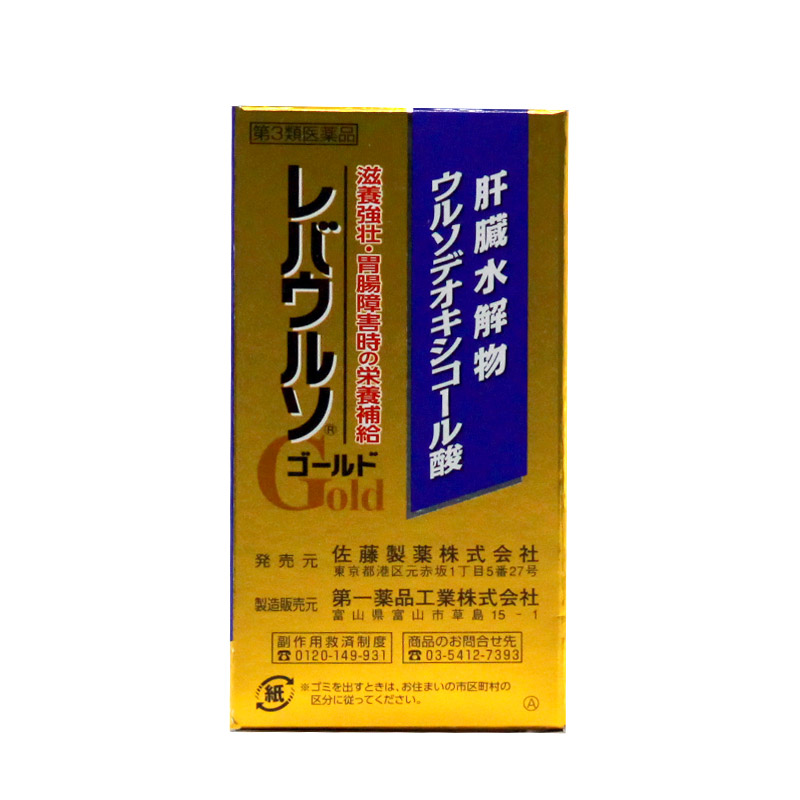 第3類医薬品
肝臓水解物
ウルソデオキシコール酸
滋養強壮・胃腸障害時の栄養補給
レバウルソ®
ゴールド
Gold
発売元 佐藤製薬株式会社
東京都港区元赤坂1丁目5番27号
製造販売元 第一薬品工業株式会社
富山県富山市草島15-1
副作用救済制度
☎0120-149-931
商品のお問合せ先
☎03-5412-7393
紙
※ゴミを出すときは、お住まいの市区町村の
区分に従ってください。
Ⓐ